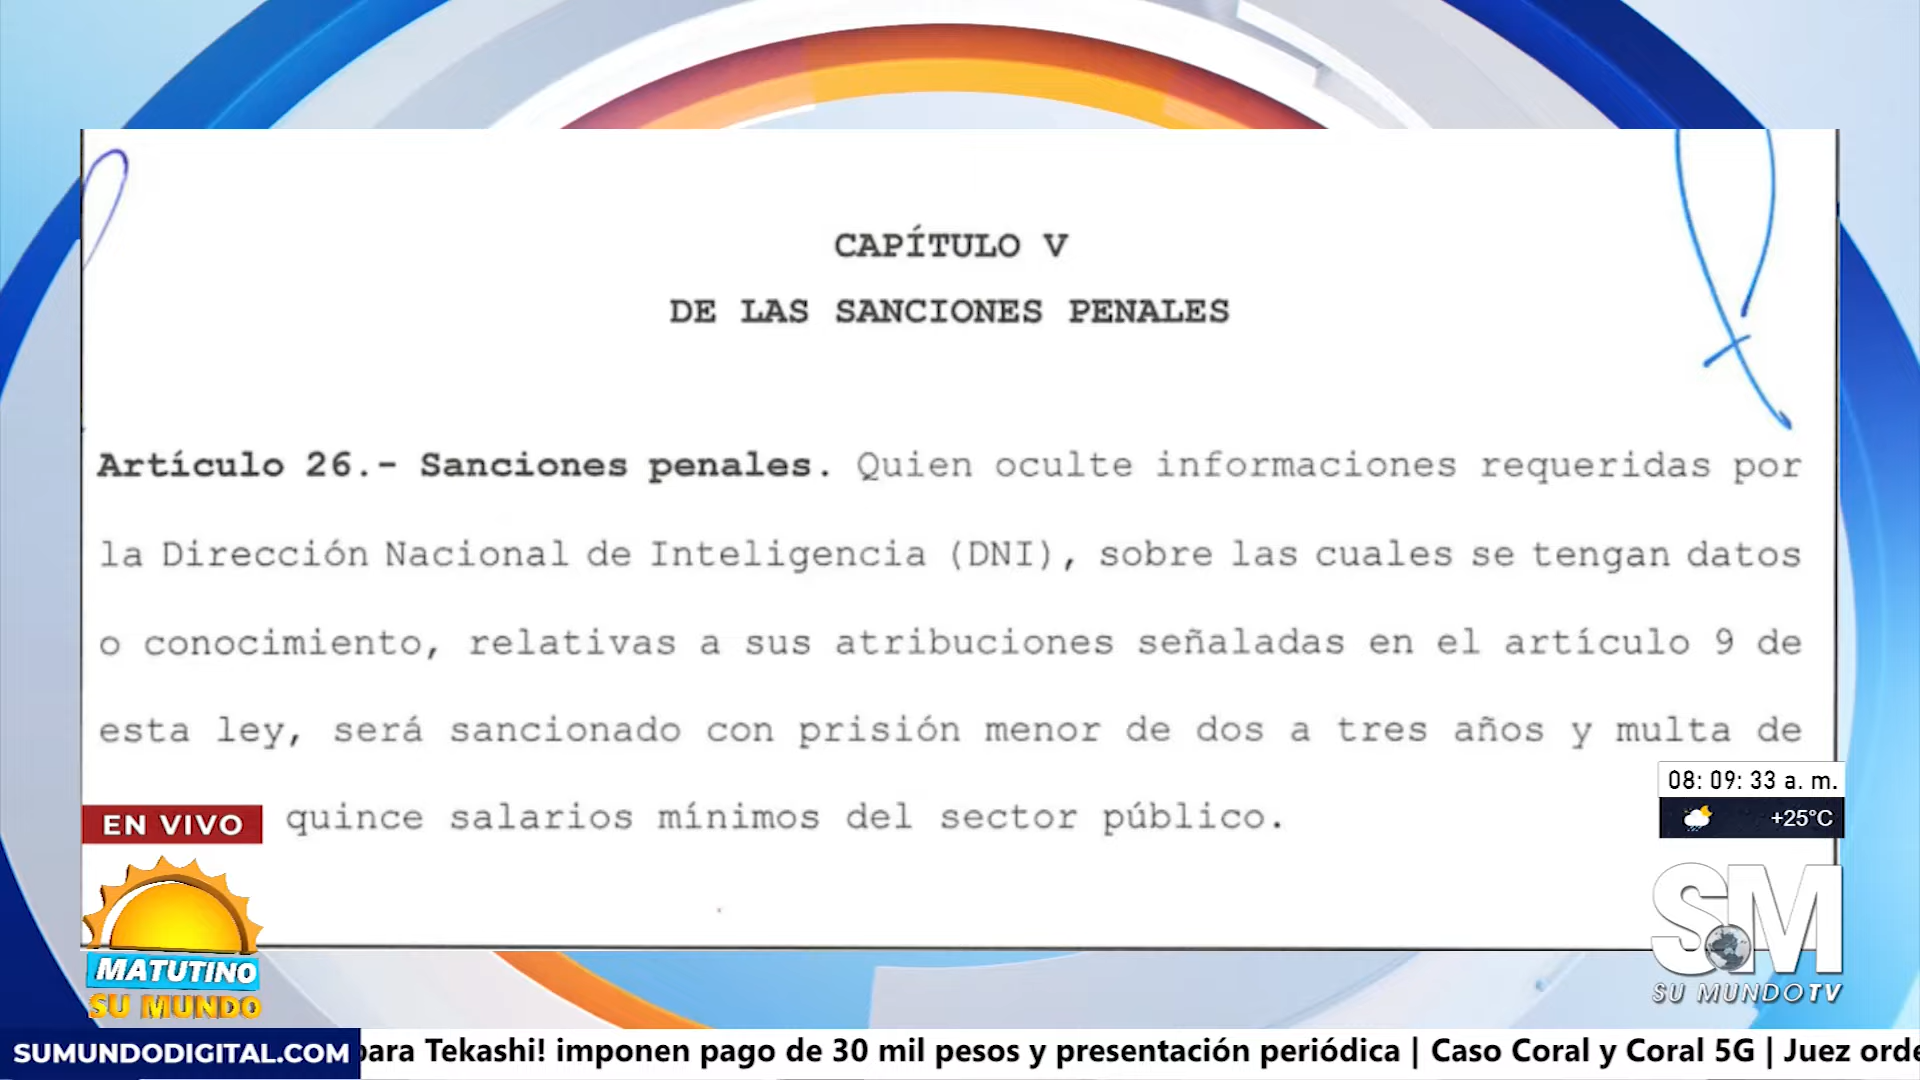 CAPÍTULO V
DE LAS SANCIONES PENALES
Artículo 26.- Sanciones penales. Quien oculte informaciones requeridas por
la Dirección Nacional de Inteligencia (DNI), sobre las cuales se tengan datos
o conocimiento, relativas a sus atribuciones señaladas en el artículo 9 de
esta ley, será sancionado con prisión menor de dos a tres años y multa de
quince salarios mínimos del sector público.
EN VIVO
08: 09: 33 a. m.
+25°C
MATUTINO
SU MUNDO
SM
SU MUNDO TV
SUMUNDODIGITAL.COM
para Tekashi! imponen pago de 30 mil pesos y presentación periódica | Caso Coral y Coral 5G | Juez orde